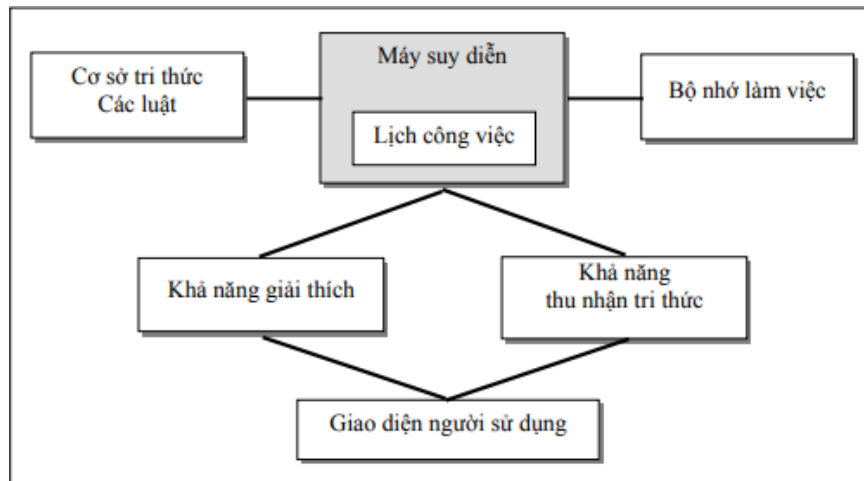 Cơ sở tri thức
Các luật
Máy suy diễn
Lịch công việc
Bộ nhớ làm việc
Khả năng giải thích
Khả năng
thu nhận tri thức
Giao diện người sử dụng